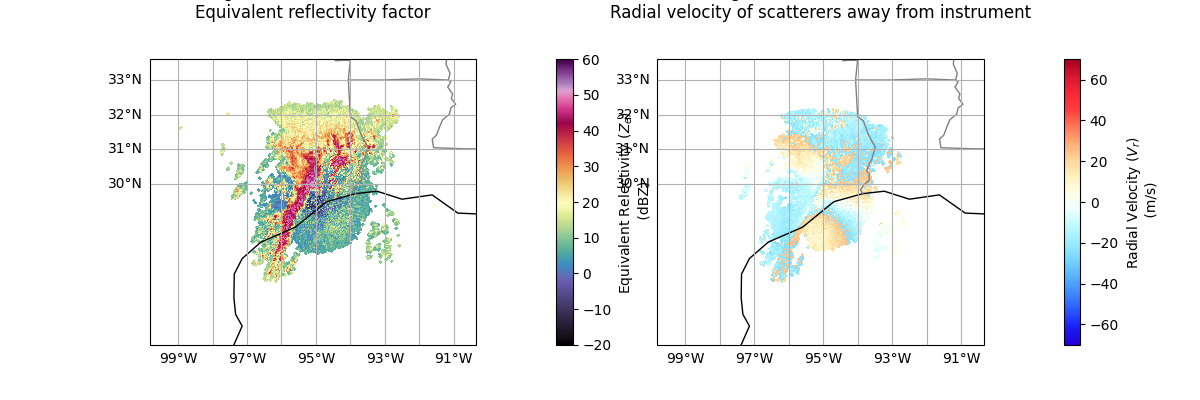 Equivalent reflectivity factor
Radial velocity of scatterers away from instrument
33°N
32°N
31°N
30°N
99°W
97°W
95°W
93°W
91°W
60
50
40
30
20
10
0
−10
−20
Equivalent Reflectivity
(dBZ)
33°N
32°N
31°N
30°N
99°W
97°W
95°W
93°W
91°W
60
40
20
0
−20
−40
−60
Radial Velocity (Vr)
(m/s)